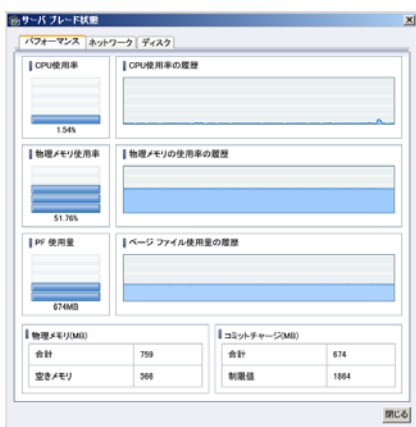 サーバ ブレード状態
パフォーマンス ネットワーク ディスク
CPU使用率
CPU使用率の履歴
1.54%
物理メモリ使用率
物理メモリの使用率の履歴
51.76%
PF 使用量
ページ ファイル使用量の履歴
674MB
物理メモリ(MB)
合計 759
空きメモリ 366
コミットチャージ(MB)
合計 674
制限値 1864
閉じる